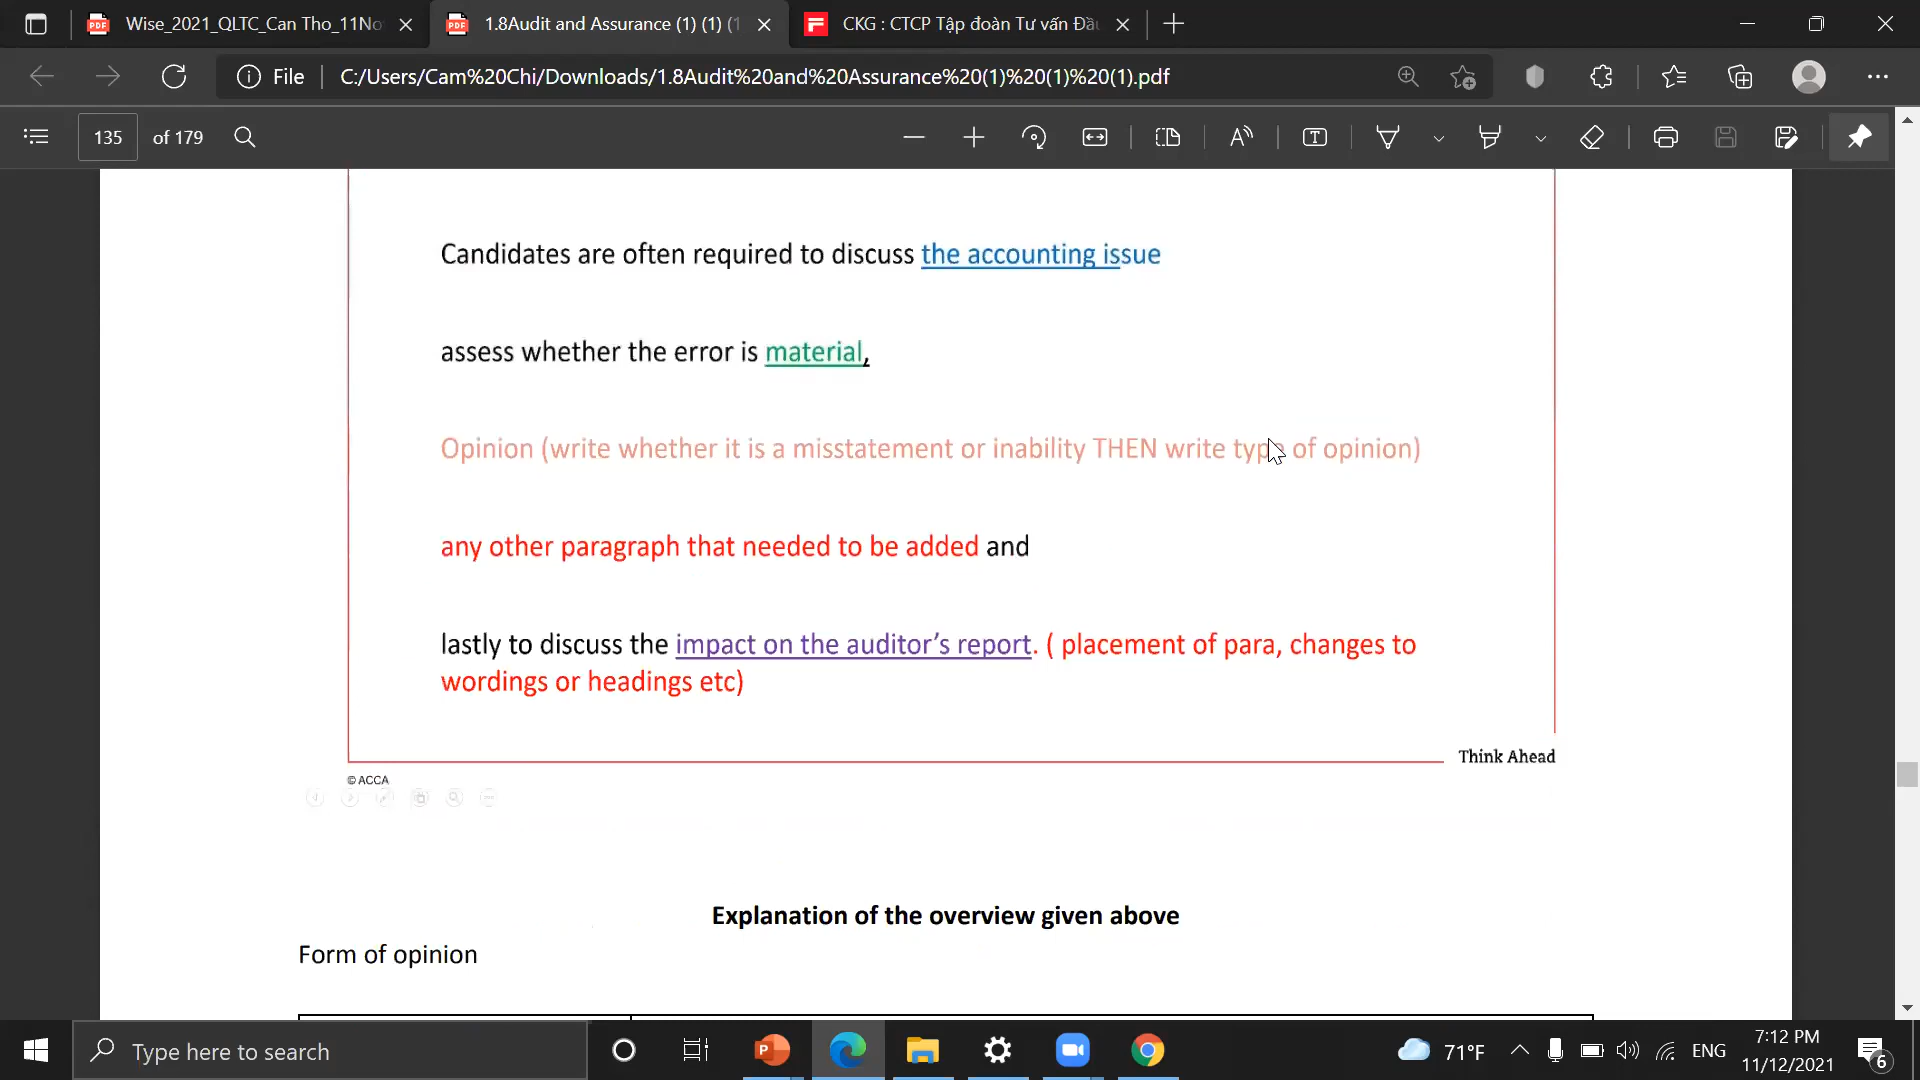 Wise_2021_QLTC_Can Tho_11No
1.8Audit and Assurance (1) (1) (1
CKG : CTCP Tập đoàn Tư vấn Đầu
File
C:/Users/Cam%20Chi/Downloads/1.8Audit%20and%20Assurance%20(1)%20(1)%20(1).pdf
135 of 179
Candidates are often required to discuss the accounting issue
assess whether the error is material,
Opinion (write whether it is a misstatement or inability THEN write type of opinion)
any other paragraph that needed to be added and
lastly to discuss the impact on the auditor’s report. ( placement of para, changes to
wordings or headings etc)
Think Ahead
© ACCA
Explanation of the overview given above
Form of opinion
Type here to search
71°F
ENG
7:12 PM
11/12/2021
6